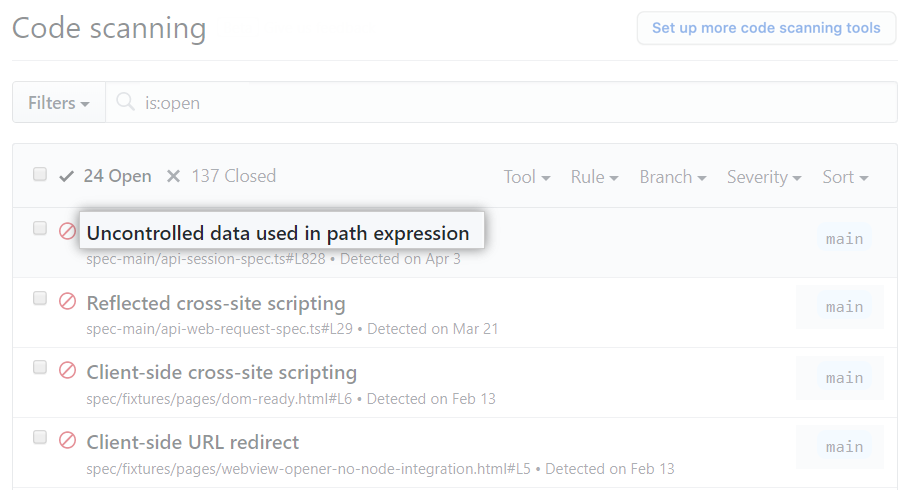 Code scanning
Set up more code scanning tools
Filters
is:open
24 Open 137 Closed Tool Rule Branch Severity Sort
Uncontrolled data used in path expression
main
spec-main/api-session-spec.ts#L828 • Detected on Apr 3
Reflected cross-site scripting
main
spec-main/api-web-request-spec.ts#L29 • Detected on Mar 21
Client-side cross-site scripting
main
spec/fixtures/pages/dom-ready.html#L6 • Detected on Feb 13
Client-side URL redirect
main
spec/fixtures/pages/webview-opener-no-node-integration.html#L5 • Detected on Feb 13